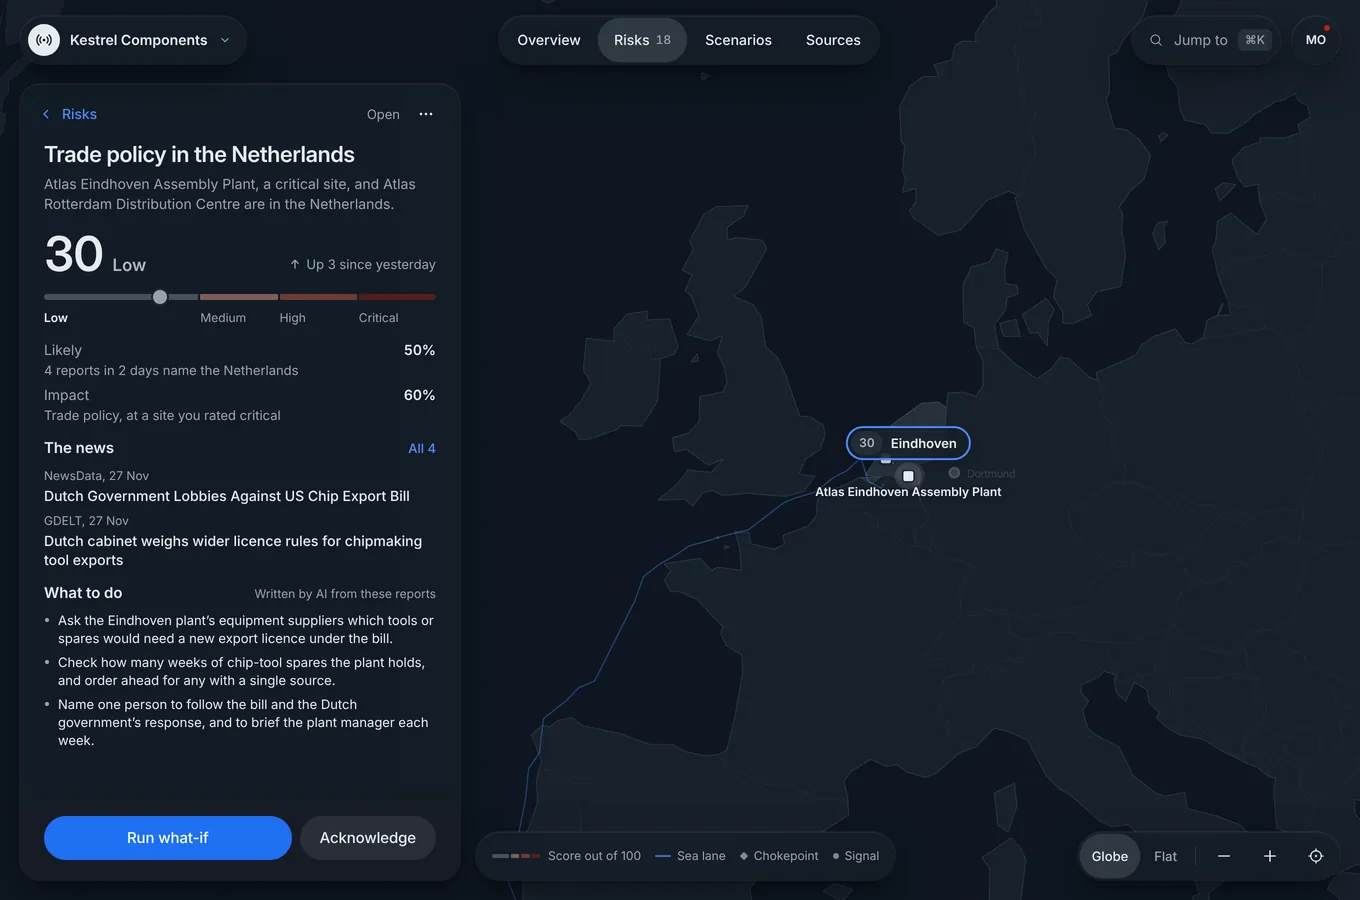 Kestrel Components
Overview
Risks 18
Scenarios
Sources
Jump to ⌘K
MO
Risks
Open
Trade policy in the Netherlands
Atlas Eindhoven Assembly Plant, a critical site, and Atlas
Rotterdam Distribution Centre are in the Netherlands.
30 Low
↑ Up 3 since yesterday
Low
Medium
High
Critical
Likely 50%
4 reports in 2 days name the Netherlands
Impact 60%
Trade policy, at a site you rated critical
The news
All 4
NewsData, 27 Nov
Dutch Government Lobbies Against US Chip Export Bill
GDELT, 27 Nov
Dutch cabinet weighs wider licence rules for chipmaking
tool exports
What to do
Written by AI from these reports
• Ask the Eindhoven plant’s equipment suppliers which tools or
spares would need a new export licence under the bill.
• Check how many weeks of chip-tool spares the plant holds,
and order ahead for any with a single source.
• Name one person to follow the bill and the Dutch
government’s response, and to brief the plant manager each
week.
Run what-if
Acknowledge
30 Eindhoven
Dortmund
Atlas Eindhoven Assembly Plant
Score out of 100
Sea lane
Chokepoint
Signal
Globe
Flat